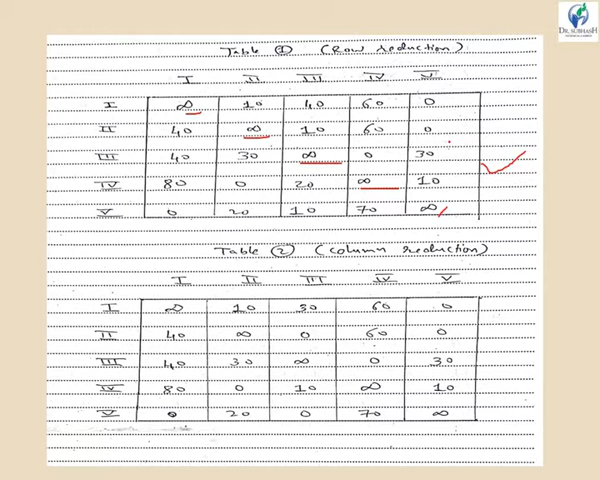 DR. SUBHASH
Table ① (Row reduction)
I II III IV V
I ∞ 10 40 60 0
II 40 ∞ 10 60 0
III 40 30 ∞ 0 30
IV 80 0 20 ∞ 10
V 0 20 10 70 ∞
Table ② (column reduction)
I II III IV V
I ∞ 10 30 60 0
II 40 ∞ 0 60 0
III 40 30 ∞ 0 30
IV 80 0 10 ∞ 10
V 0 20 0 70 ∞